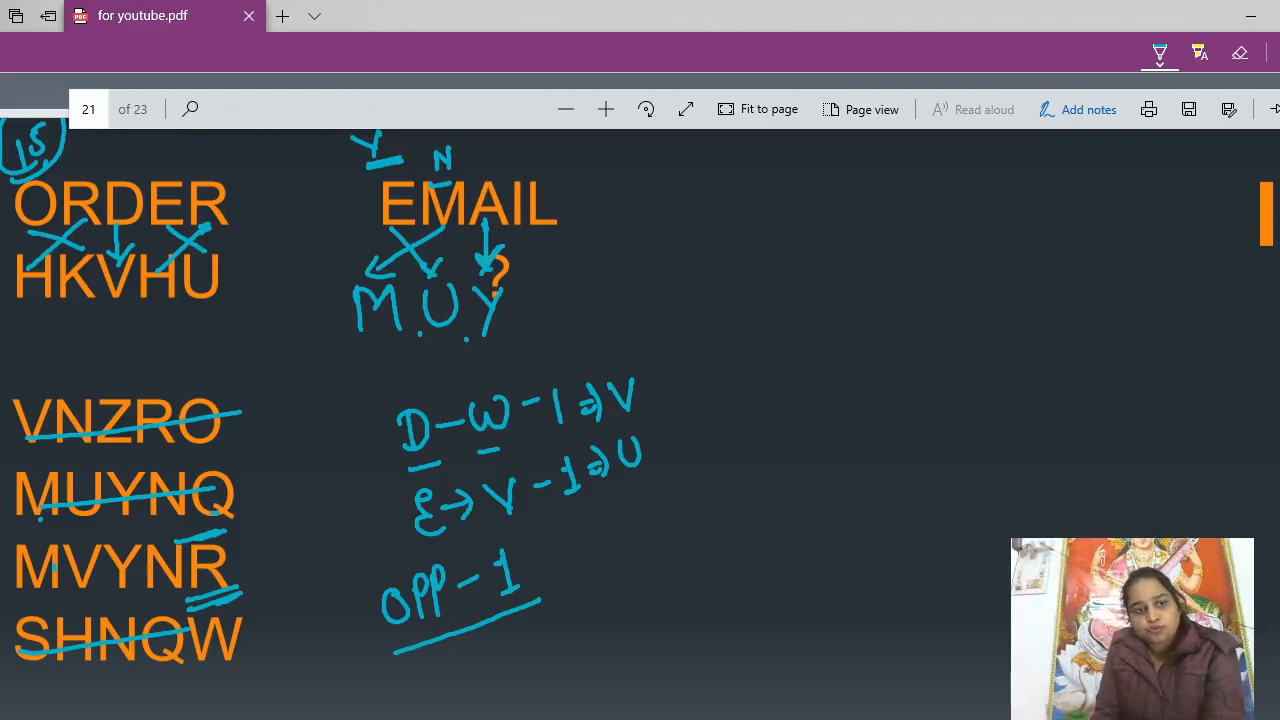 for youtube.pdf
21 of 23
Fit to page
Page view
Read aloud
Add notes
15
Y
N
ORDER
EMAIL
HKVHU
?
M.U.Y
VNZRO
MUYNQ
MVYNR
SHNQW
D-W-1⇒V
E→V-1⇒U
OPP-1